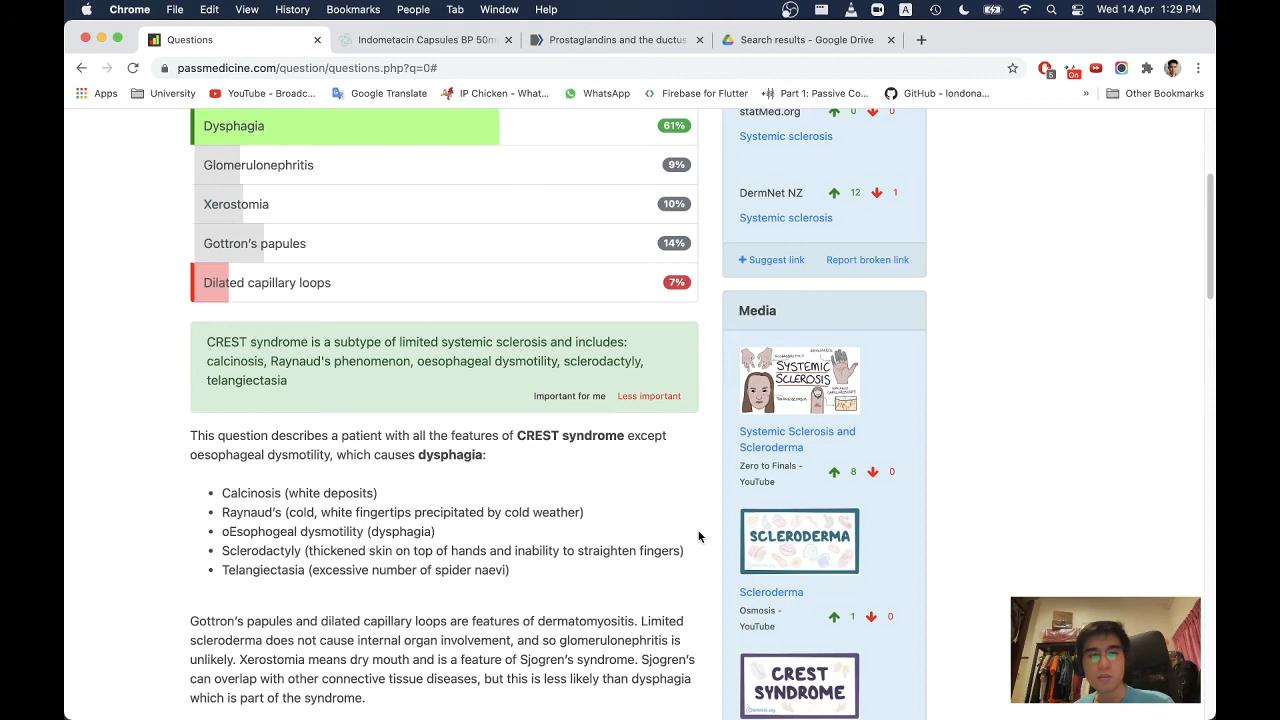 Chrome File Edit View History Bookmarks People Tab Window Help
A
Wed 14 Apr 1:29 PM
Questions
Indometacin Capsules BP 50m
Prostaglandins and the ductus
Search results - Google Drive
passmedicine.com/question/questions.php?q=0#
5
On
Apps
University
YouTube - Broadc...
Google Translate
IP Chicken - What...
WhatsApp
Firebase for Flutter
Part 1: Passive Co...
GitHub - londona...
»
Other Bookmarks
Dysphagia 61%
Glomerulonephritis 9%
Xerostomia 10%
Gottron's papules 14%
Dilated capillary loops 7%
CREST syndrome is a subtype of limited systemic sclerosis and includes:
calcinosis, Raynaud's phenomenon, oesophageal dysmotility, sclerodactyly,
telangiectasia
Important for me Less important
This question describes a patient with all the features of CREST syndrome except
oesophageal dysmotility, which causes dysphagia:
• Calcinosis (white deposits)
• Raynaud's (cold, white fingertips precipitated by cold weather)
• oEsophogeal dysmotility (dysphagia)
• Sclerodactyly (thickened skin on top of hands and inability to straighten fingers)
• Telangiectasia (excessive number of spider naevi)
Gottron's papules and dilated capillary loops are features of dermatomyositis. Limited
scleroderma does not cause internal organ involvement, and so glomerulonephritis is
unlikely. Xerostomia means dry mouth and is a feature of Sjogren's syndrome. Sjogren's
can overlap with other connective tissue diseases, but this is less likely than dysphagia
which is part of the syndrome.
statMed.org 0 0
Systemic sclerosis
DermNet NZ 12 1
Systemic sclerosis
+ Suggest link Report broken link
Media
SYSTEMIC
SCLEROSIS
Systemic Sclerosis and
Scleroderma
Zero to Finals -
YouTube
8 0
SCLERODERMA
Scleroderma
Osmosis -
YouTube
1 0
CREST
SYNDROME